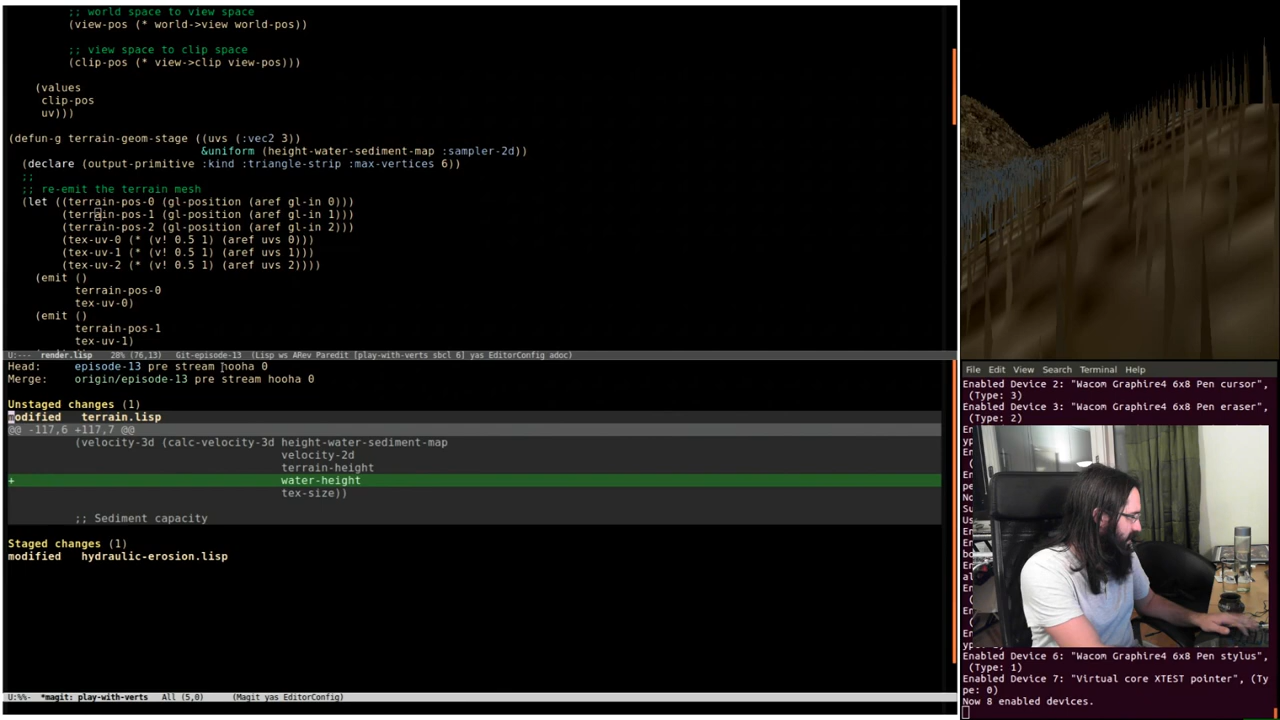 ;; world space to view space
(view-pos (* world->view world-pos))
;; view space to clip space
(clip-pos (* view->clip view-pos)))
(values
clip-pos
uv)))
(defun-g terrain-geom-stage ((uvs (:vec2 3))
&uniform (height-water-sediment-map :sampler-2d))
(declare (output-primitive :kind :triangle-strip :max-vertices 6))
;;
;; re-emit the terrain mesh
(let ((terrain-pos-0 (gl-position (aref gl-in 0)))
(terrain-pos-1 (gl-position (aref gl-in 1)))
(terrain-pos-2 (gl-position (aref gl-in 2)))
(tex-uv-0 (* (v! 0.5 1) (aref uvs 0)))
(tex-uv-1 (* (v! 0.5 1) (aref uvs 1)))
(tex-uv-2 (* (v! 0.5 1) (aref uvs 2))))
(emit ()
terrain-pos-0
tex-uv-0)
(emit ()
terrain-pos-1
tex-uv-1)
U:--- render.lisp 28% (76,13) Git-episode-13 (Lisp ws ARev Paredit [play-with-verts sbcl 6] yas EditorConfig adoc)
Head: episode-13 pre stream hooha 0
Merge: origin/episode-13 pre stream hooha 0
Unstaged changes (1)
modified terrain.lisp
@@ -117,6 +117,7 @@
(velocity-3d (calc-velocity-3d height-water-sediment-map
velocity-2d
terrain-height
+ water-height
tex-size))
;; Sediment capacity
Staged changes (1)
modified hydraulic-erosion.lisp
U:%%- *magit: play-with-verts All (5,0) (Magit yas EditorConfig)
File Edit View Search Terminal Help
Enabled Device 2: "Wacom Graphire4 6x8 Pen cursor",
(Type: 3)
Enabled Device 3: "Wacom Graphire4 6x8 Pen eraser",
(Type: 2)
Enabled Device 6: "Wacom Graphire4 6x8 Pen stylus",
(Type: 1)
Enabled Device 7: "Virtual core XTEST pointer", (Ty
pe: 0)
Now 8 enabled devices.